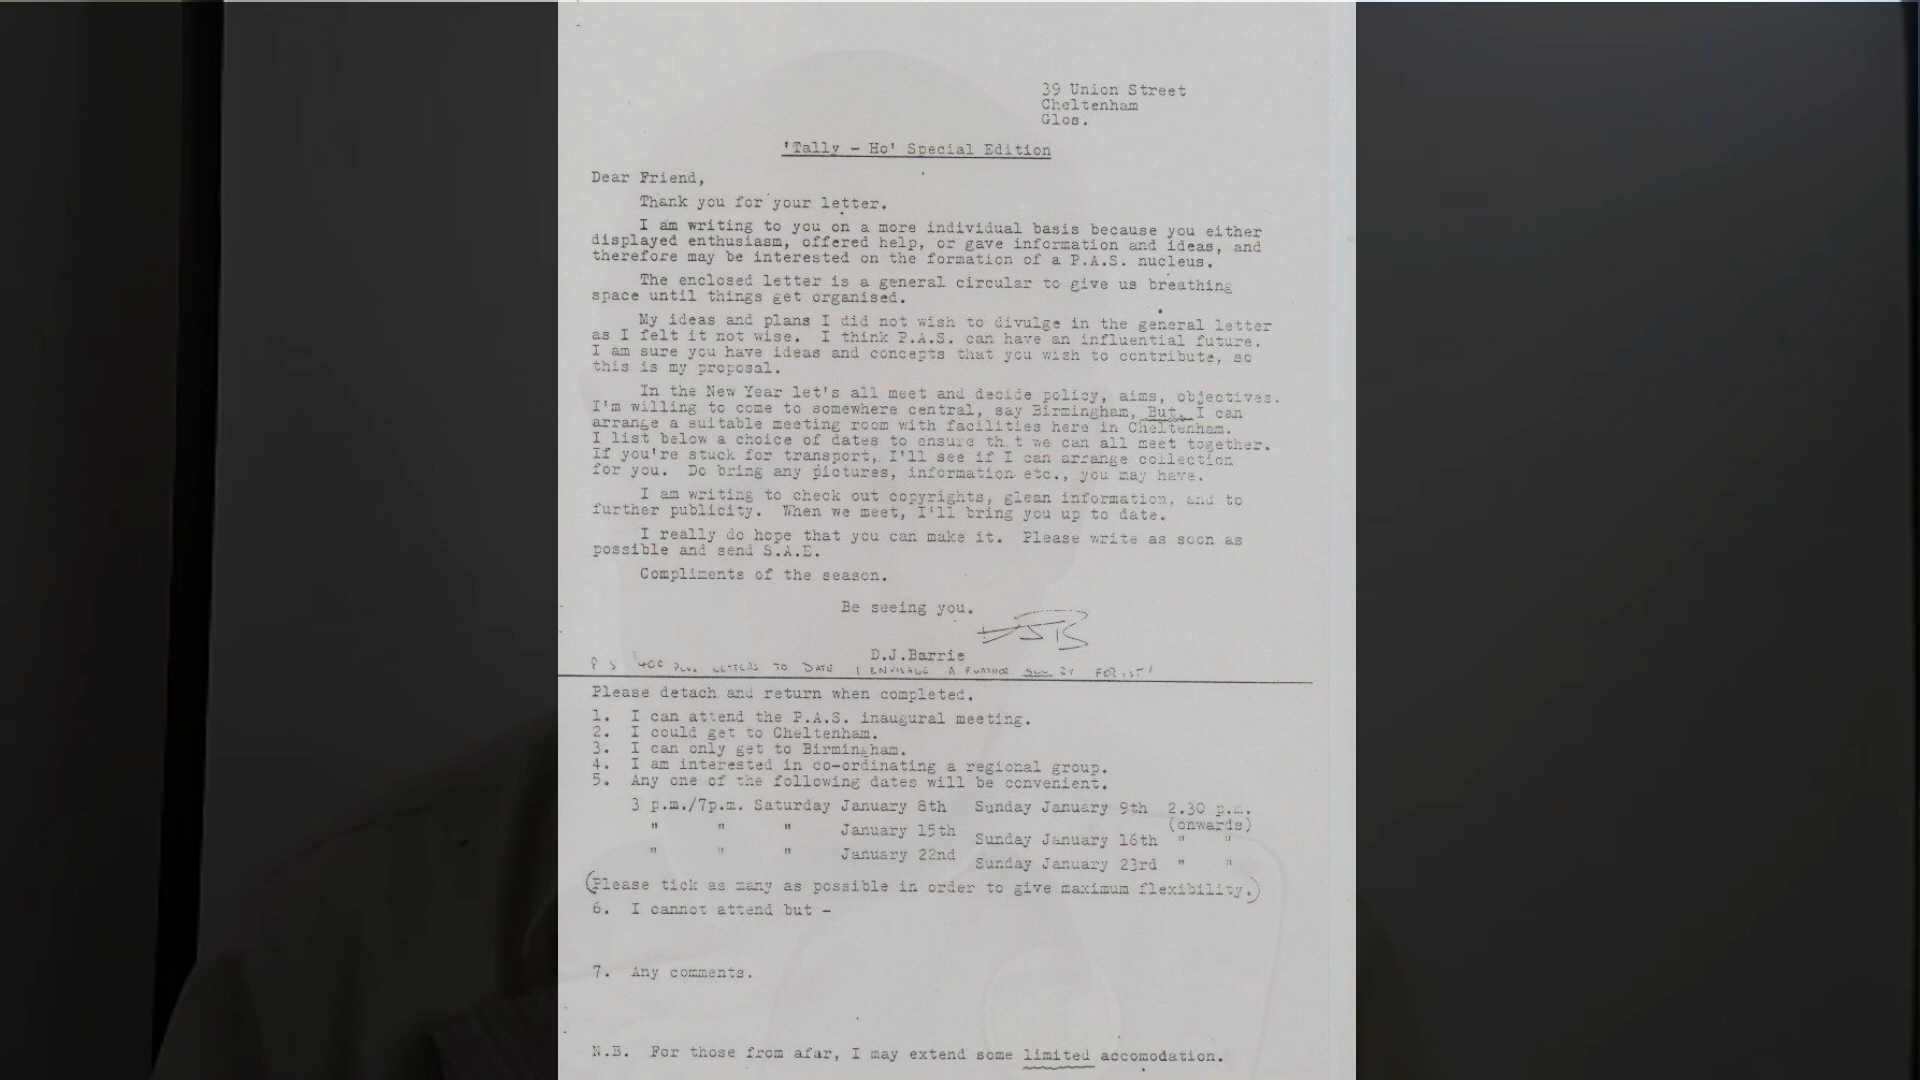 39 Union Street
Cheltenham
Glos.
'Tally - Ho' Special Edition
Dear Friend,
Thank you for your letter.
I am writing to you on a more individual basis because you either
displayed enthusiasm, offered help, or gave information and ideas, and
therefore may be interested on the formation of a P.A.S. nucleus.
The enclosed letter is a general circular to give us breathing
space until things get organised.
My ideas and plans I did not wish to divulge in the general letter
as I felt it not wise. I think P.A.S. can have an influential future.
I am sure you have ideas and concepts that you wish to contribute, so
this is my proposal.
In the New Year let's all meet and decide policy, aims, objectives.
I'm willing to come to somewhere central, say Birmingham, But, I can
arrange a suitable meeting room with facilities here in Cheltenham.
I list below a choice of dates to ensure that we can all meet together.
If you're stuck for transport, I'll see if I can arrange collection
for you. Do bring any pictures, information etc., you may have.
I am writing to check out copyrights, glean information, and to
further publicity. When we meet, I'll bring you up to date.
I really do hope that you can make it. Please write as soon as
possible and send S.A.E.
Compliments of the season.
Be seeing you.
DJB
D.J.Barrie
P S 400 PLUS LETTERS TO DATE I ENVISAGE A FURTHER
Please detach and return when completed.
1. I can attend the P.A.S. inaugural meeting.
2. I could get to Cheltenham.
3. I can only get to Birmingham.
4. I am interested in co-ordinating a regional group.
5. Any one of the following dates will be convenient.
3 p.m./7p.m. Saturday January 8th Sunday January 9th 2.30 p.m.
(onwards)
" " " January 15th Sunday January 16th " "
" " " January 22nd Sunday January 23rd " "
(Please tick as many as possible in order to give maximum flexibility.)
6. I cannot attend but -
7. Any comments.
N.B. For those from afar, I may extend some limited accomodation.